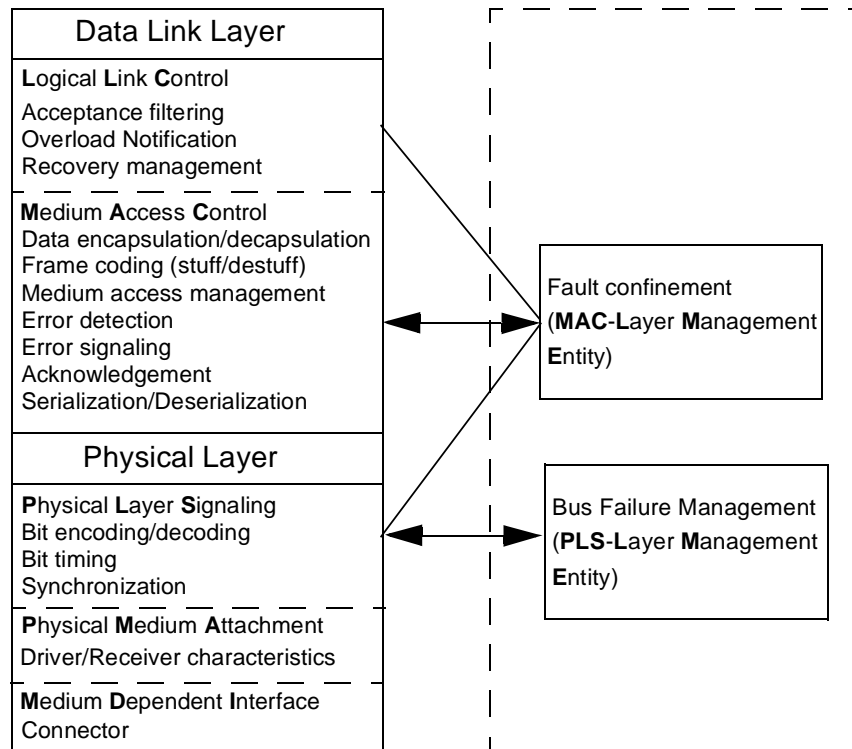 Data Link Layer
Logical Link Control
Acceptance filtering
Overload Notification
Recovery management
Medium Access Control
Data encapsulation/decapsulation
Frame coding (stuff/destuff)
Medium access management
Error detection
Error signaling
Acknowledgement
Serialization/Deserialization
Physical Layer
Physical Layer Signaling
Bit encoding/decoding
Bit timing
Synchronization
Physical Medium Attachment
Driver/Receiver characteristics
Medium Dependent Interface
Connector
Fault confinement
(MAC-Layer Management
Entity)
Bus Failure Management
(PLS-Layer Management
Entity)